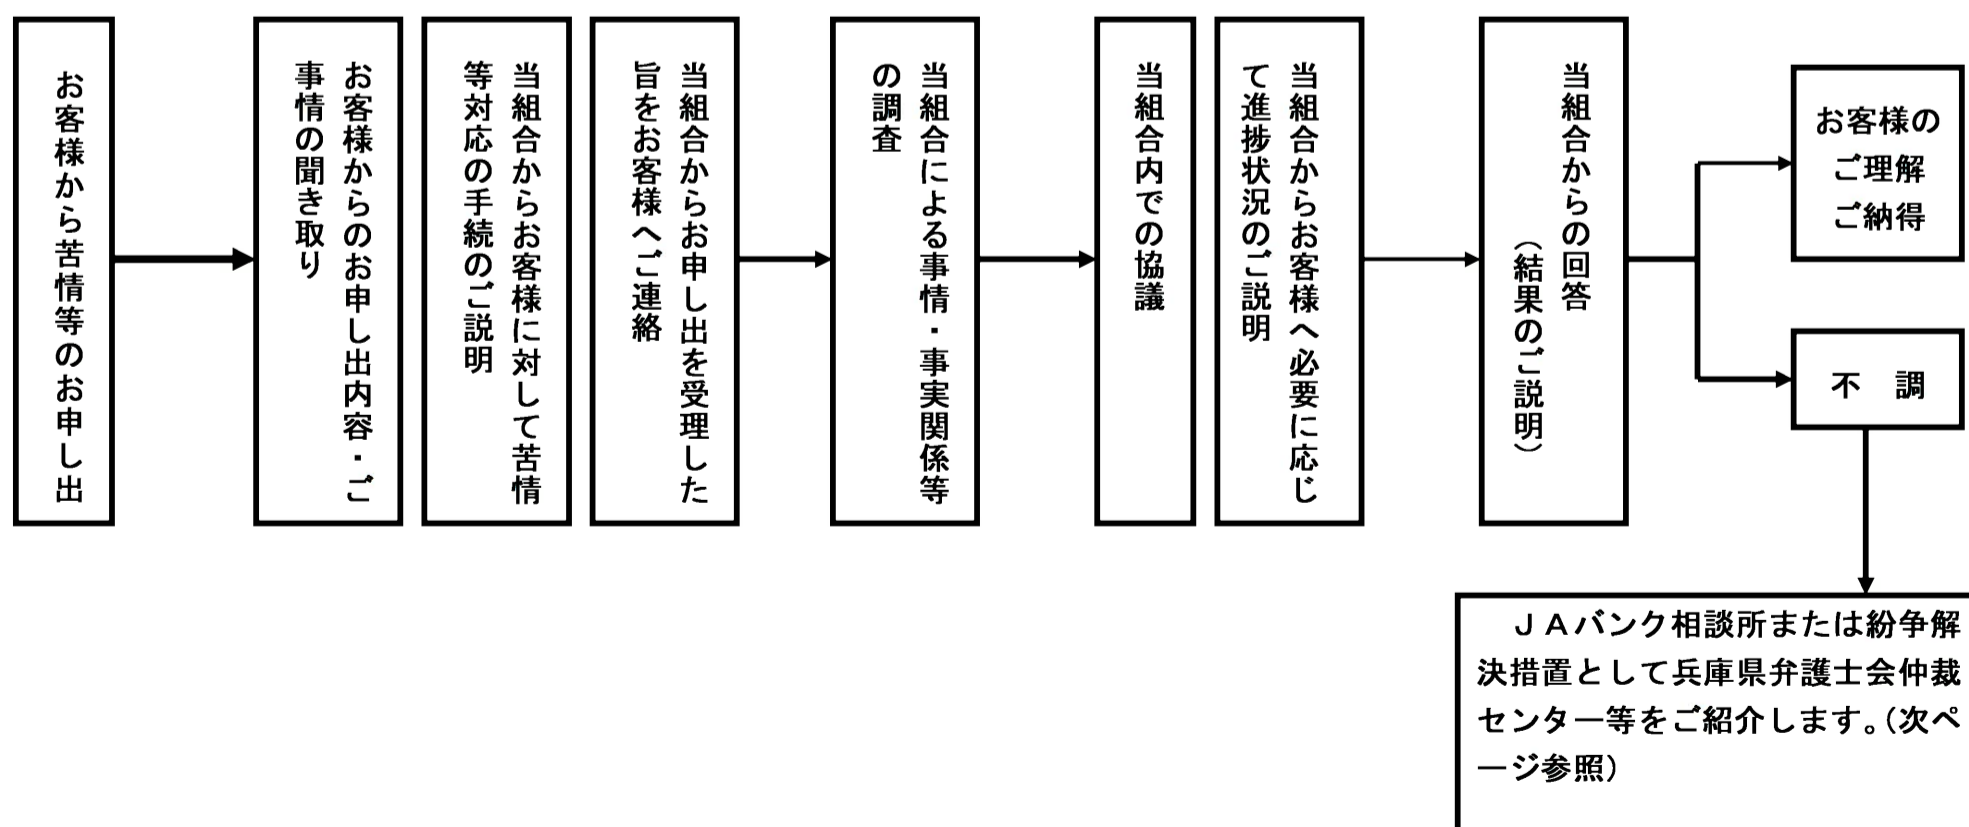 お客様から苦情等のお申し出
お客様からのお申し出内容・ご
事情の聞き取り
当組合からお客様に対して苦情
等対応の手続のご説明
当組合からお申し出を受理した
旨をお客様へご連絡
当組合による事情・事実関係等
の調査
当組合内での協議
当組合からお客様へ必要に応じ
て進捗状況のご説明
当組合からの回答
（結果のご説明）
お客様の
ご理解
ご納得
不　調
ＪＡバンク相談所または紛争解
決措置として兵庫県弁護士会仲裁
センター等をご紹介します。（次ペ
ージ参照）